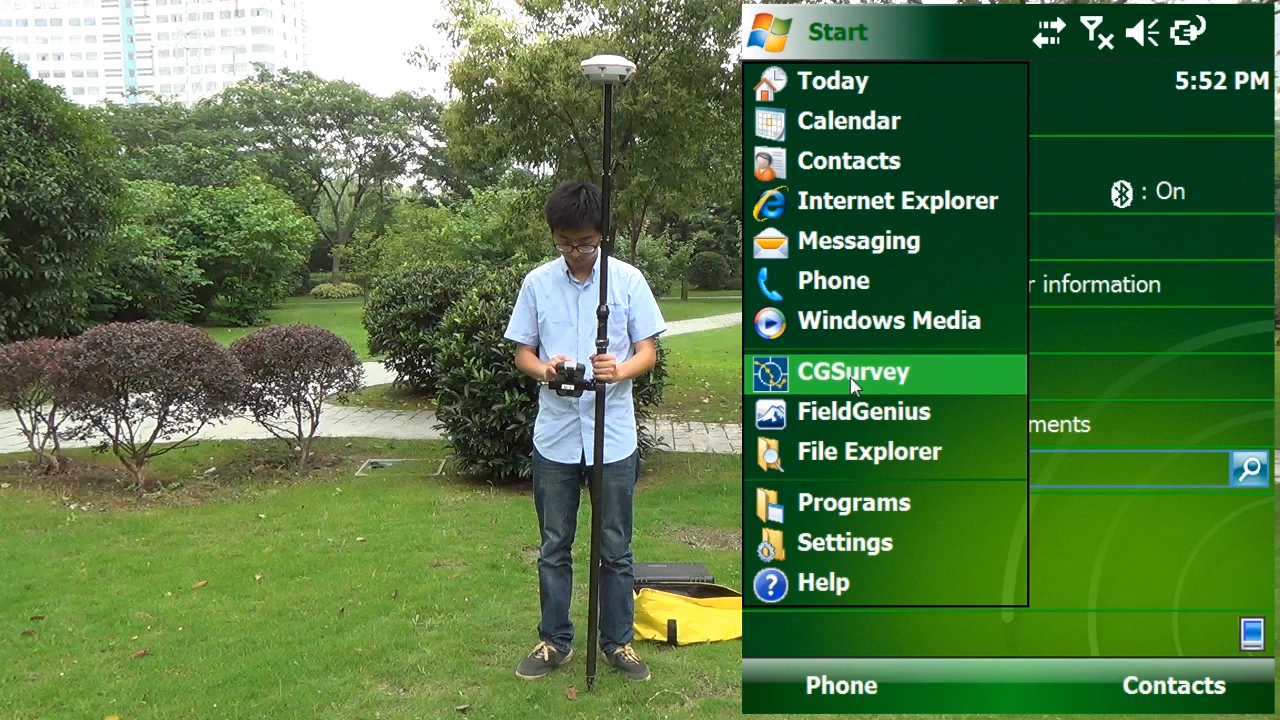 Start
Today
5:52 PM
Calendar
Contacts
: On
Internet Explorer
Messaging
Phone
r information
Windows Media
CGSurvey
FieldGenius
ments
File Explorer
Programs
Settings
? Help
Phone
Contacts